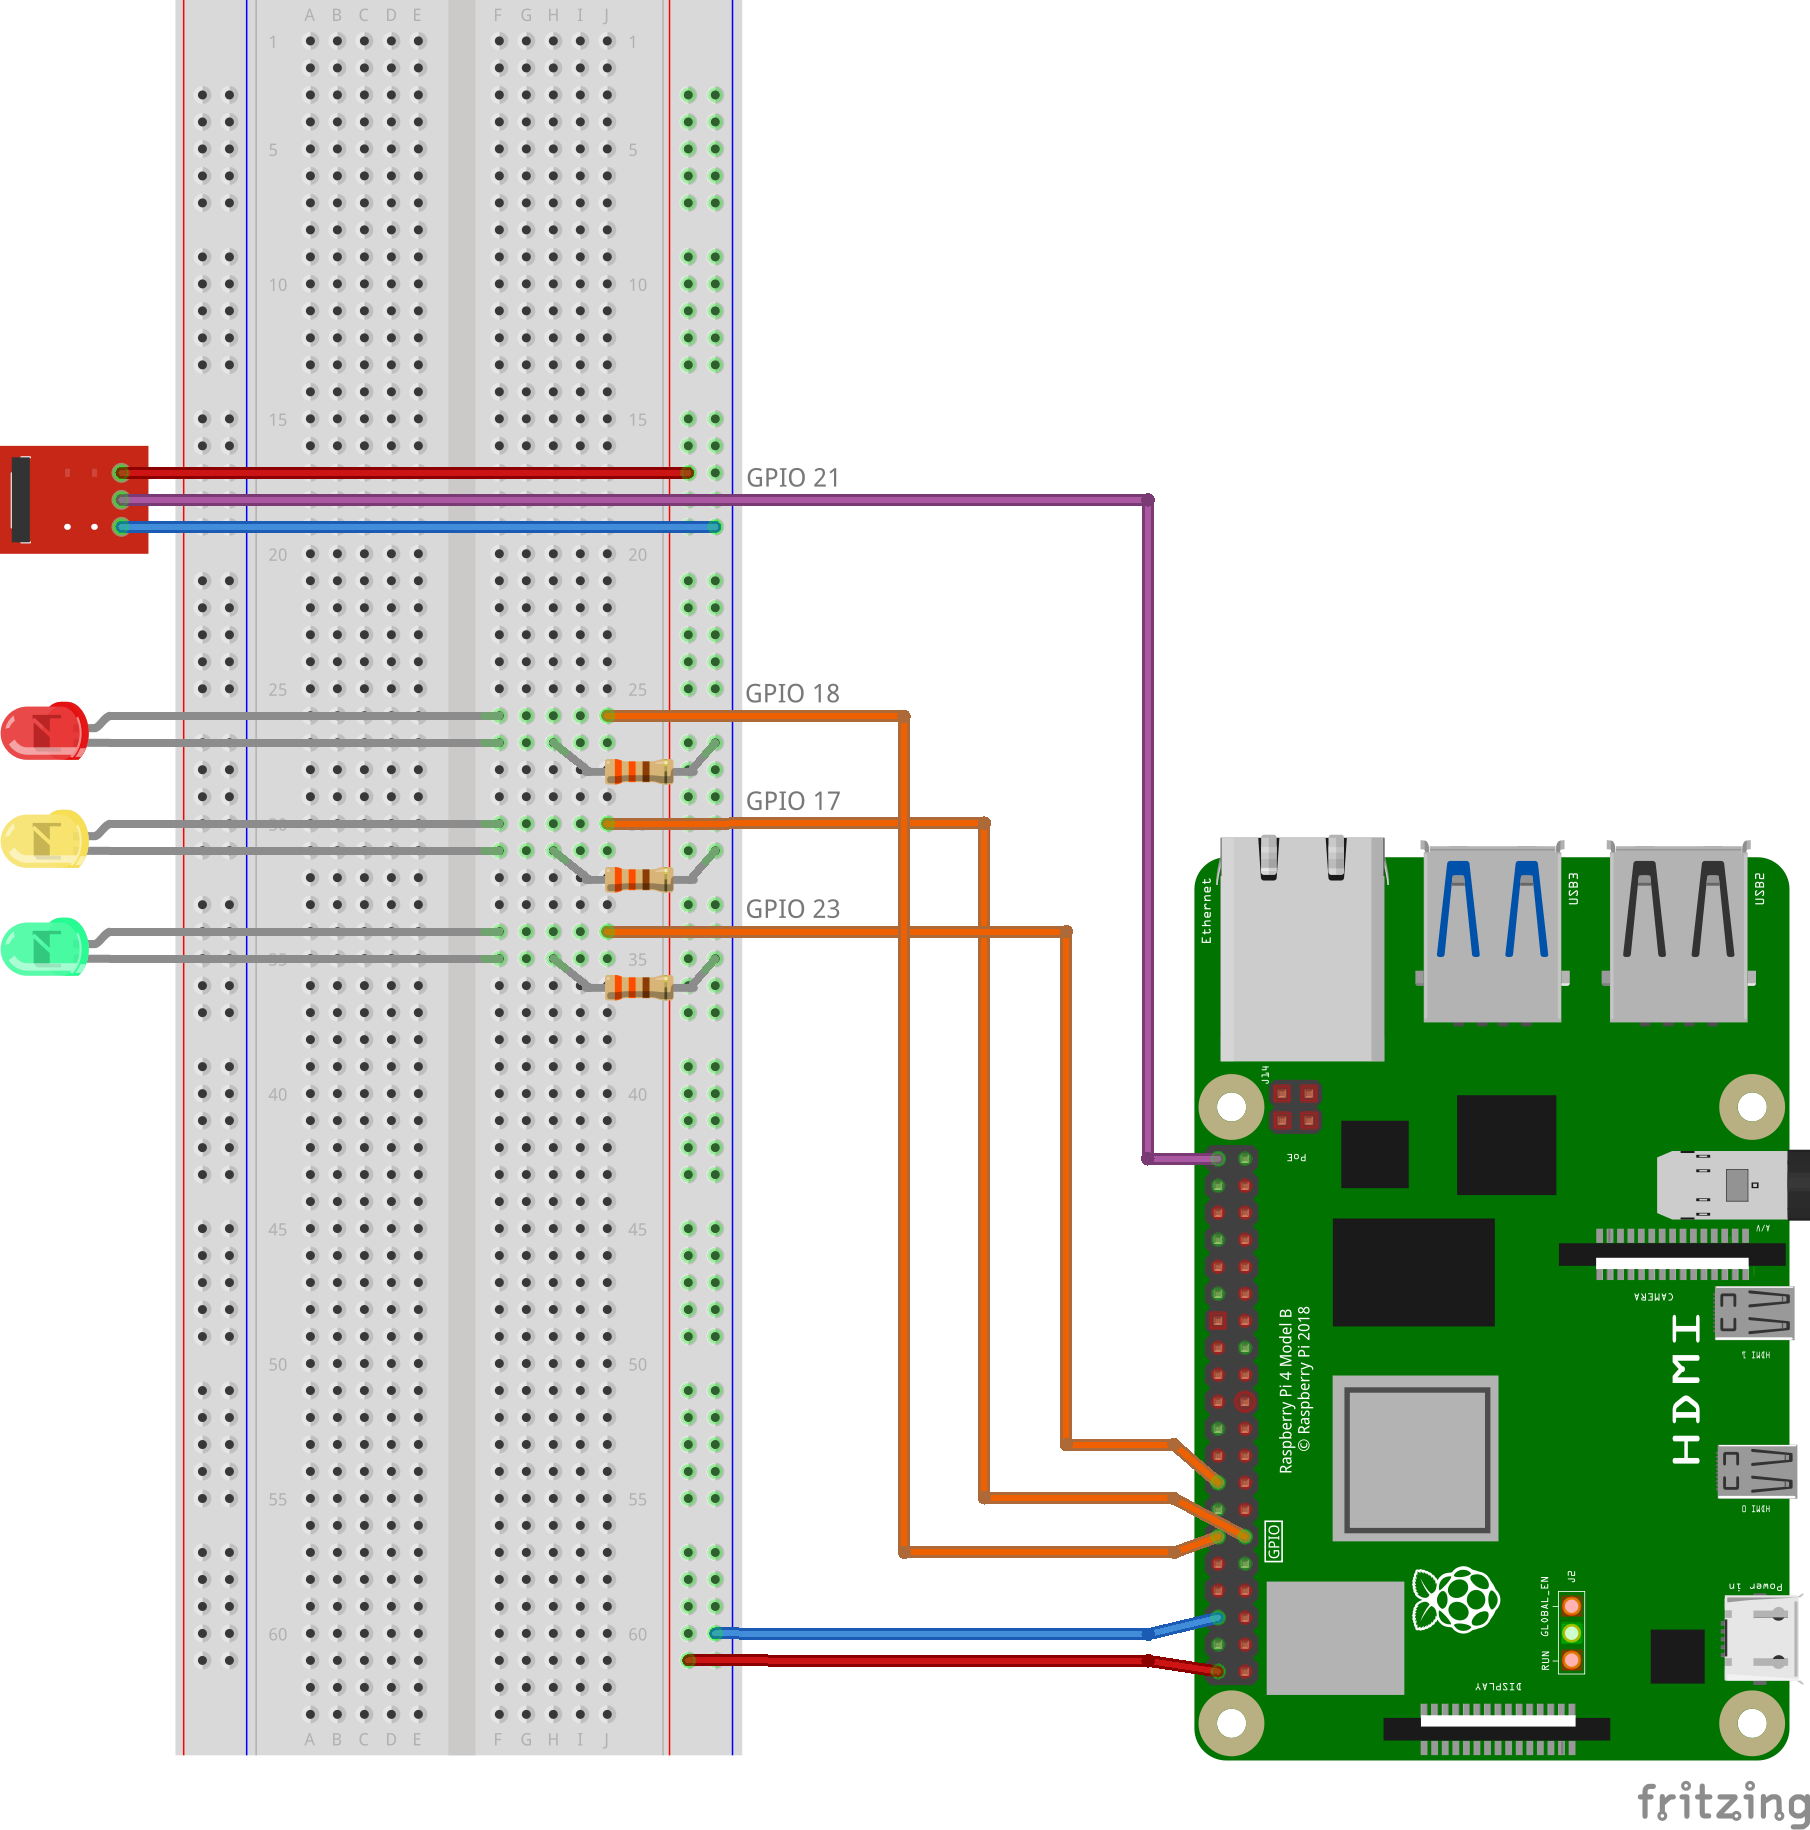 A B C D E F G H I J
1 1
5 5
10 10
15 15
GPIO 21
20 20
25 25
GPIO 18
GPIO 17
30
GPIO 23
35 35
Ethernet
USB3
USB2
J14
PoE
40 40
A/V
45 45
CAMERA
HDMI
HDMI 1
Raspberry Pi 4 Model B
© Raspberry Pi 2018
50 50
HDMI 0
55 55
GPIO
J2
GLOBAL_EN
RUN
Power in
60 60
DISPLAY
A B C D E F G H I J
fritzing